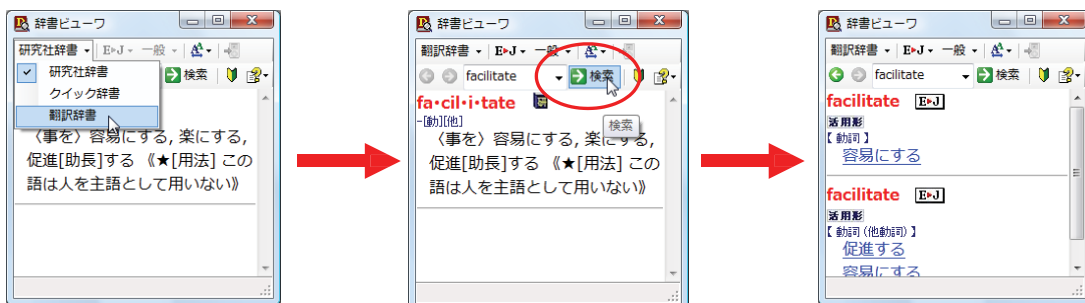 辞書ビューワ
研究社辞書 E▸J 一般 A
研究社辞書 検索
クイック辞書
翻訳辞書
〈事を〉容易にする, 楽にする,
促進[助長]する 《★[用法] この
語は人を主語として用いない》
辞書ビューワ
翻訳辞書 E▸J 一般 A
facilitate 検索
fa・cil・i・tate 研
-[動][他] 検索
〈事を〉容易にする, 楽にする,
促進[助長]する 《★[用法] この
語は人を主語として用いない》
辞書ビューワ
翻訳辞書 E▸J 一般 A
facilitate 検索
facilitate E▸J
活用形
【 動詞 】
容易にする
facilitate E▸J
活用形
【 動詞 (他動詞) 】
促進する
容易にする